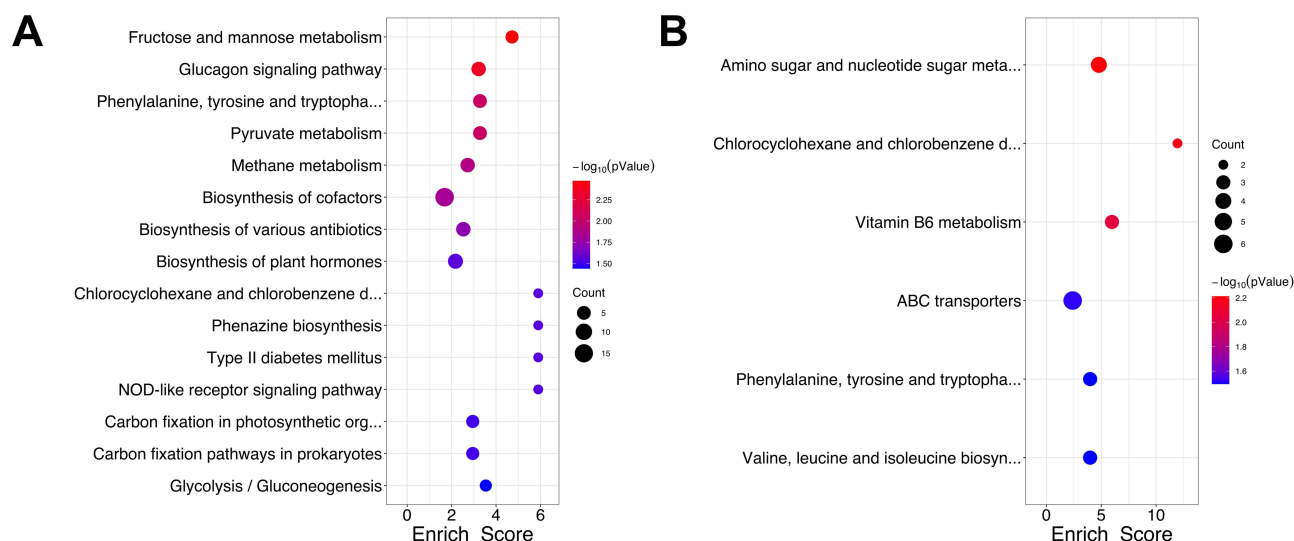 A
Fructose and mannose metabolism
Glucagon signaling pathway
Phenylalanine, tyrosine and tryptopha...
Pyruvate metabolism
Methane metabolism
Biosynthesis of cofactors
Biosynthesis of various antibiotics
Biosynthesis of plant hormones
Chlorocyclohexane and chlorobenzene d...
Phenazine biosynthesis
Type II diabetes mellitus
NOD-like receptor signaling pathway
Carbon fixation in photosynthetic org...
Carbon fixation pathways in prokaryotes
Glycolysis / Gluconeogenesis
0 2 4 6
Enrich Score
−log10(pValue)
2.25
2.00
1.75
1.50
Count
5
10
15
B
Amino sugar and nucleotide sugar meta...
Chlorocyclohexane and chlorobenzene d...
Vitamin B6 metabolism
ABC transporters
Phenylalanine, tyrosine and tryptopha...
Valine, leucine and isoleucine biosyn...
0 5 10
Enrich Score
Count
2
3
4
5
6
−log10(pValue)
2.2
2.0
1.8
1.6